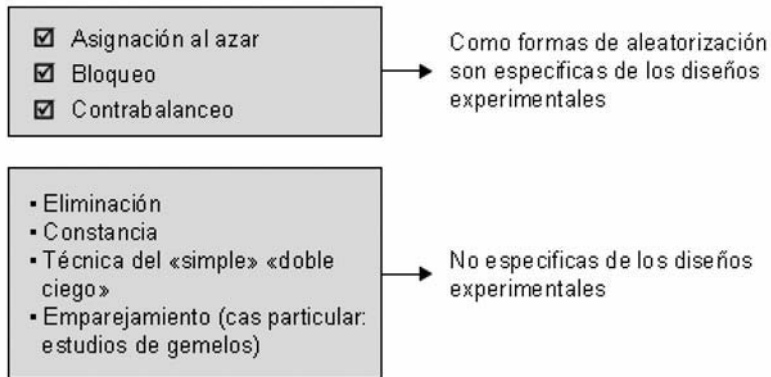 ☑ Asignación al azar
☑ Bloqueo
☑ Contrabalanceo
Como formas de aleatorización
son especificas de los diseños
experimentales
▪ Eliminación
▪ Constancia
▪ Técnica del «simple» «doble
ciego»
▪ Emparejamiento (cas particular:
estudios de gemelos)
No especificas de los diseños
experimentales